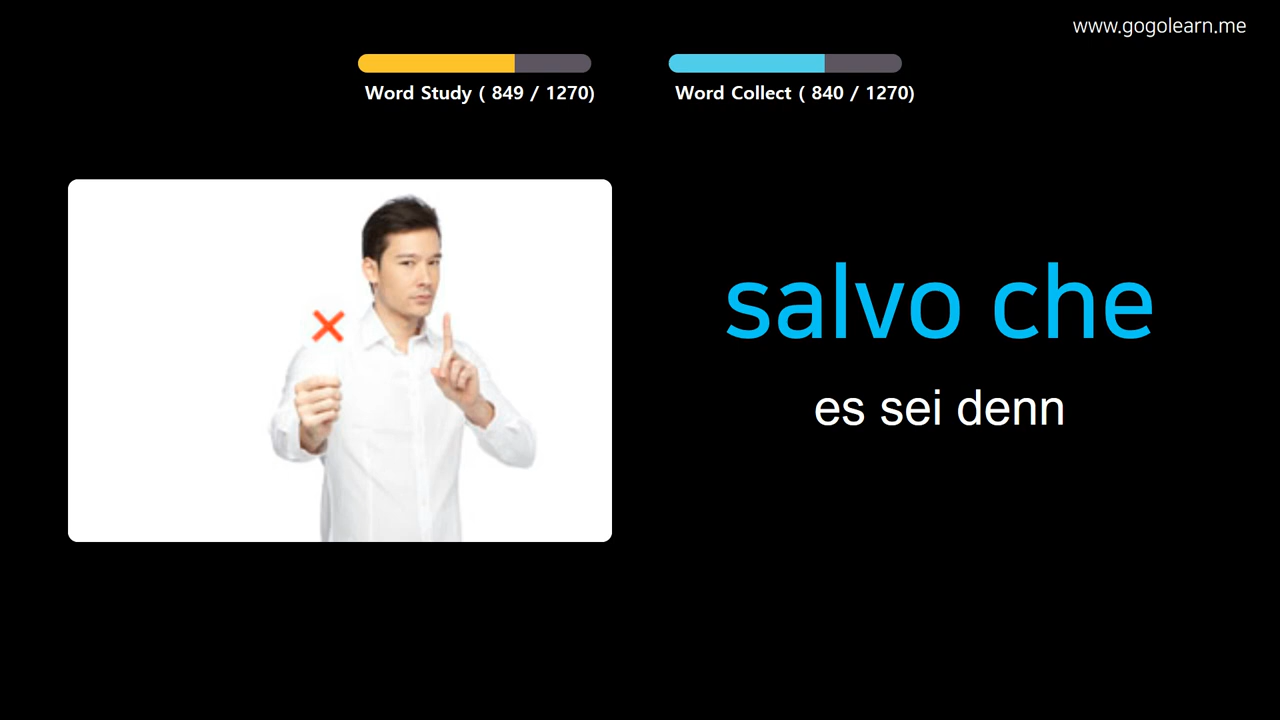 www.gogolearn.me
Word Study ( 849 / 1270)
Word Collect ( 840 / 1270)
salvo che
es sei denn